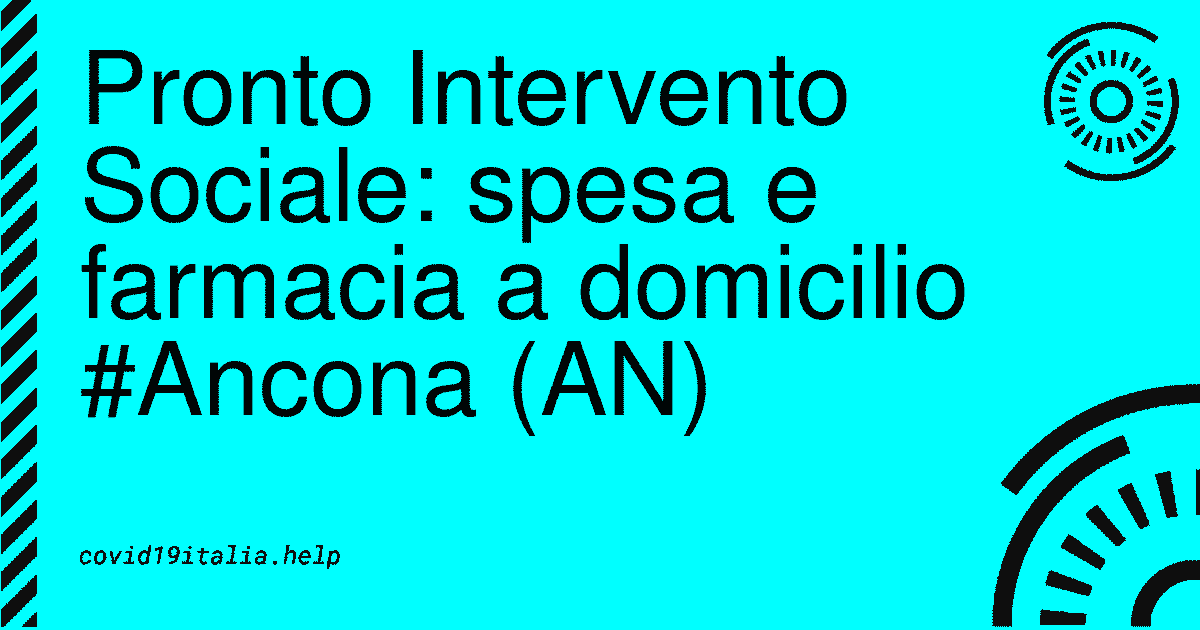 Pronto Intervento
Sociale: spesa e
farmacia a domicilio
#Ancona (AN)
covid19italia.help